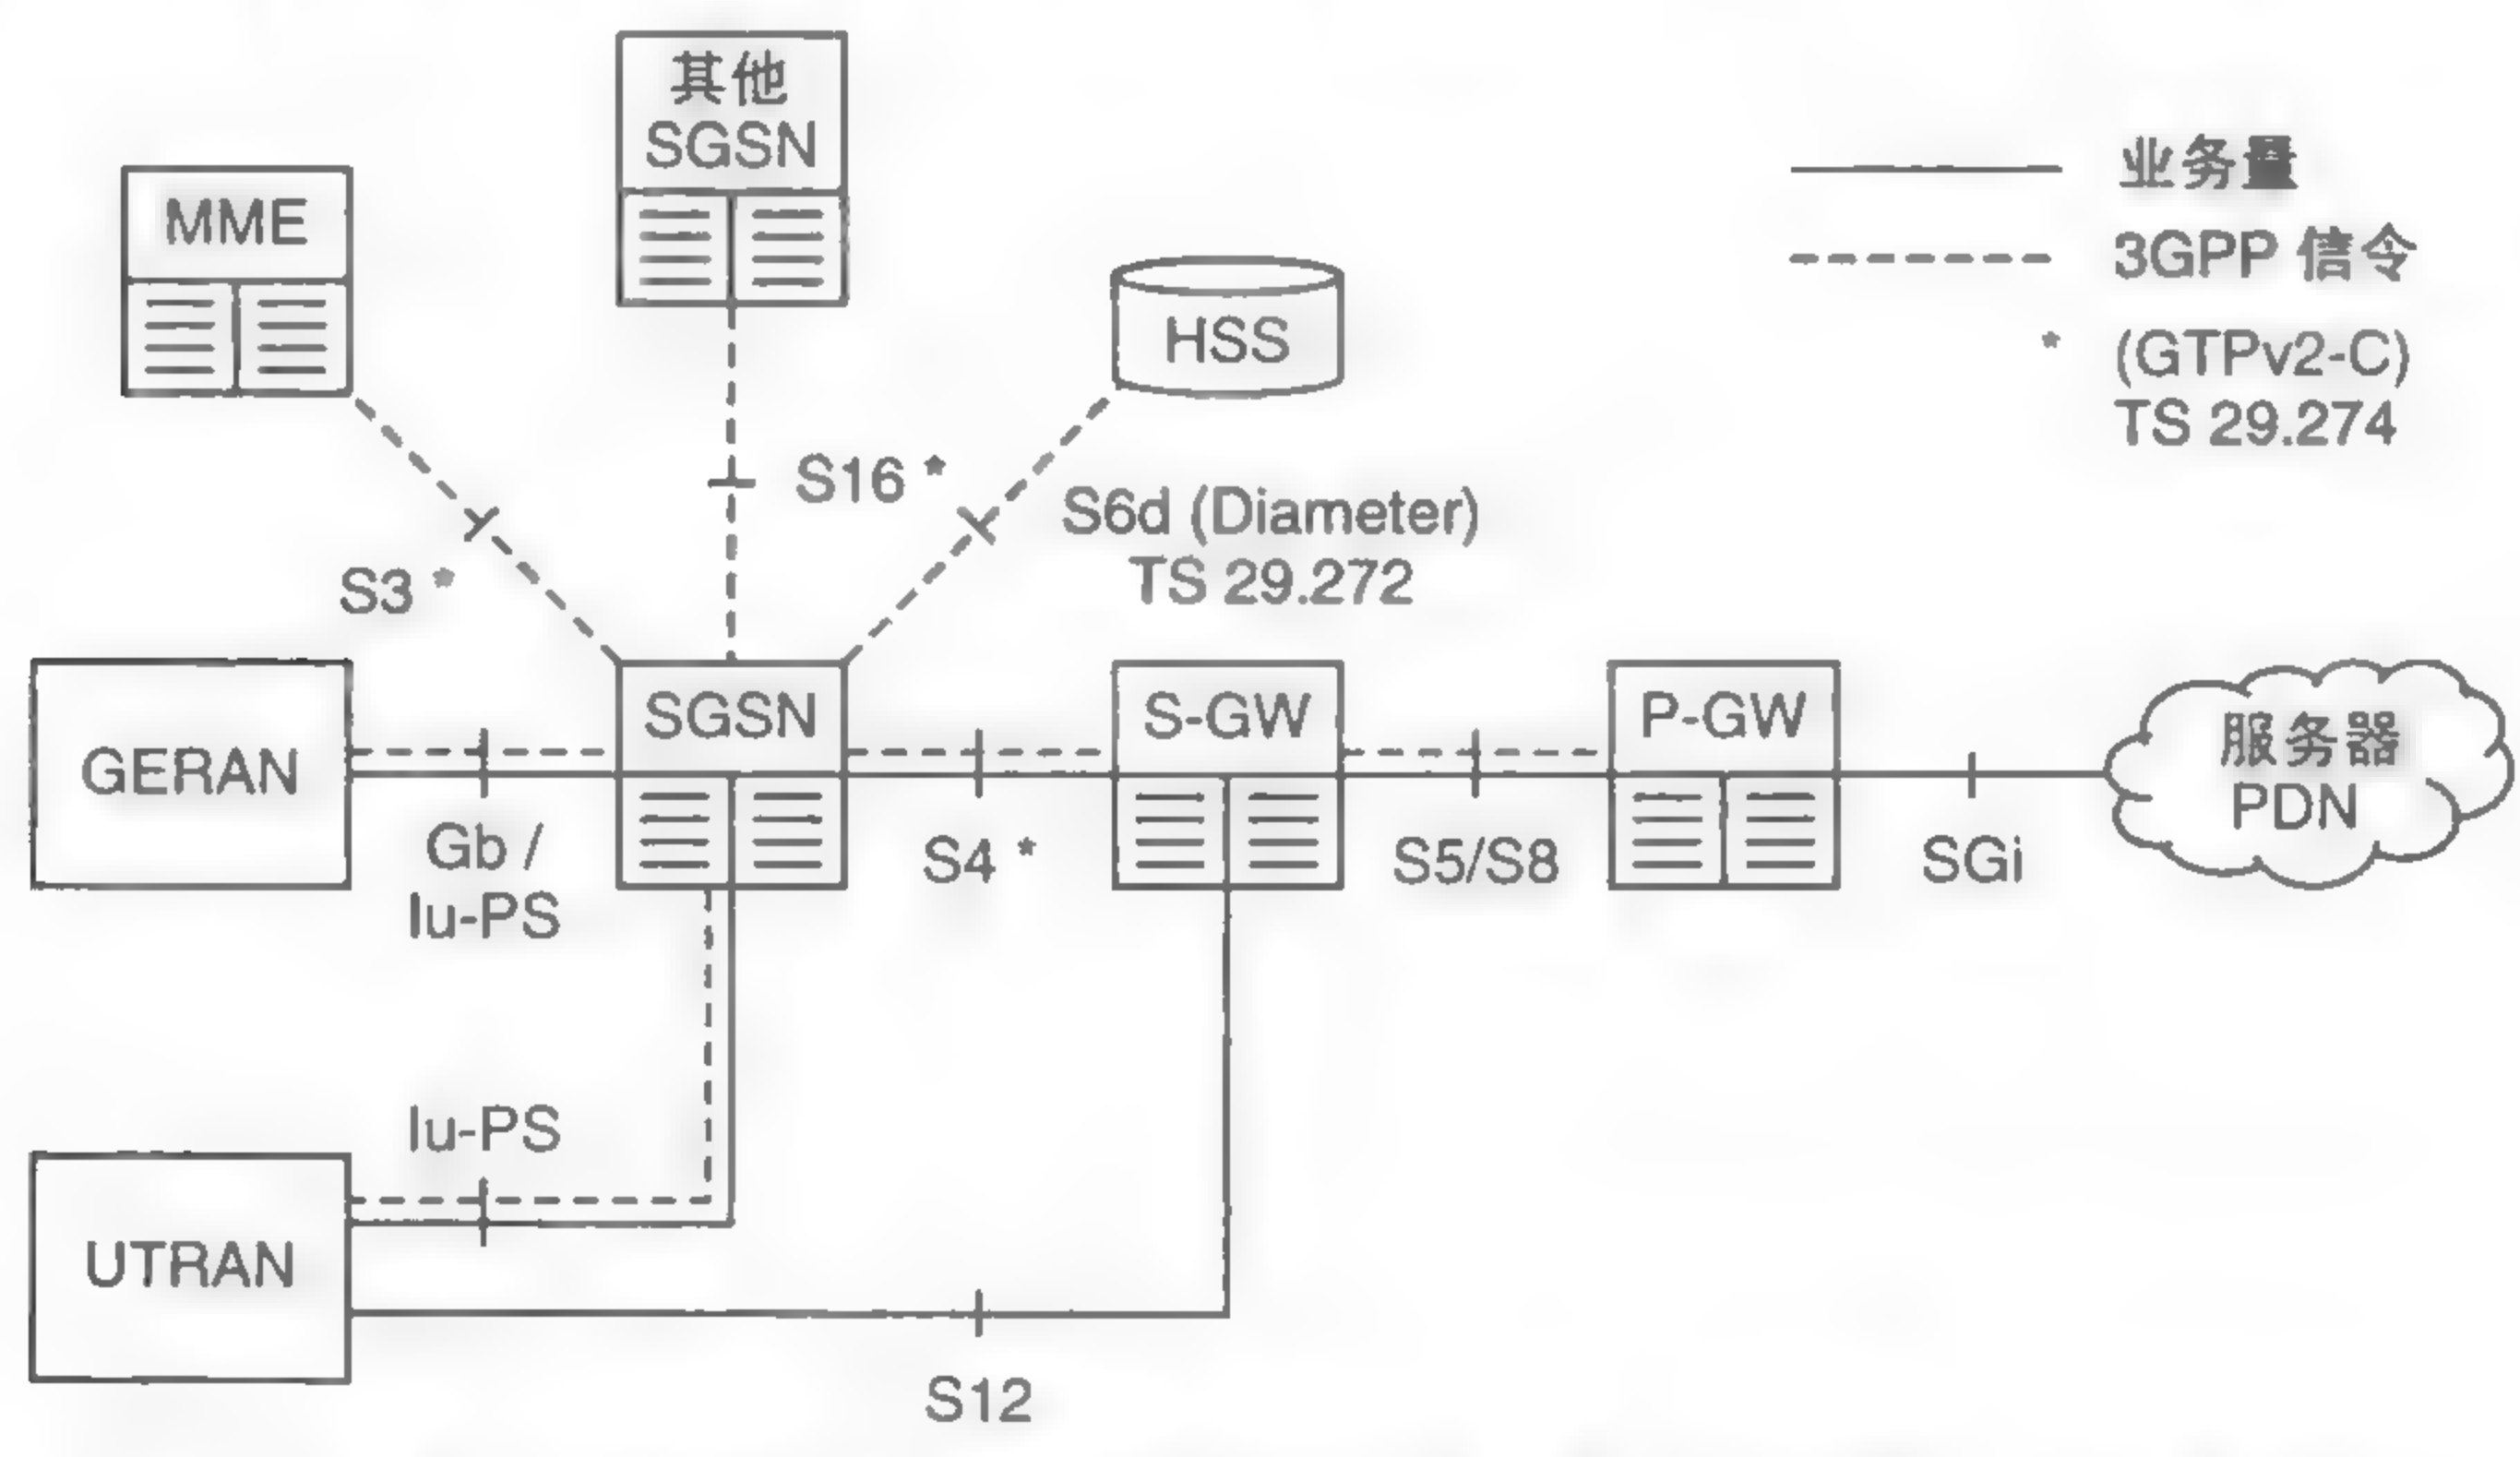 其他
SGSN
MME
业务量
3GPP 信令
HSS
* (GTPv2-C)
TS 29.274
S16 *
S6d (Diameter)
TS 29.272
S3 *
GERAN
SGSN
S-GW
P-GW
服务器
PDN
Gb /
Iu-PS
S4 *
S5/S8
SGi
Iu-PS
UTRAN
S12